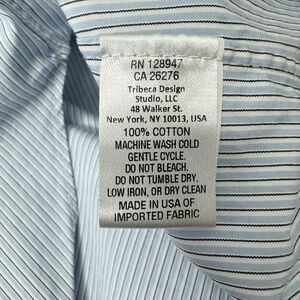 RN 128947
CA 26276
Tribeca Design
Studio, LLC
48 Walker St.
New York, NY 10013, USA
100% COTTON
MACHINE WASH COLD
GENTLE CYCLE.
DO NOT BLEACH.
DO NOT TUMBLE DRY.
LOW IRON, OR DRY CLEAN
MADE IN USA OF
IMPORTED FABRIC